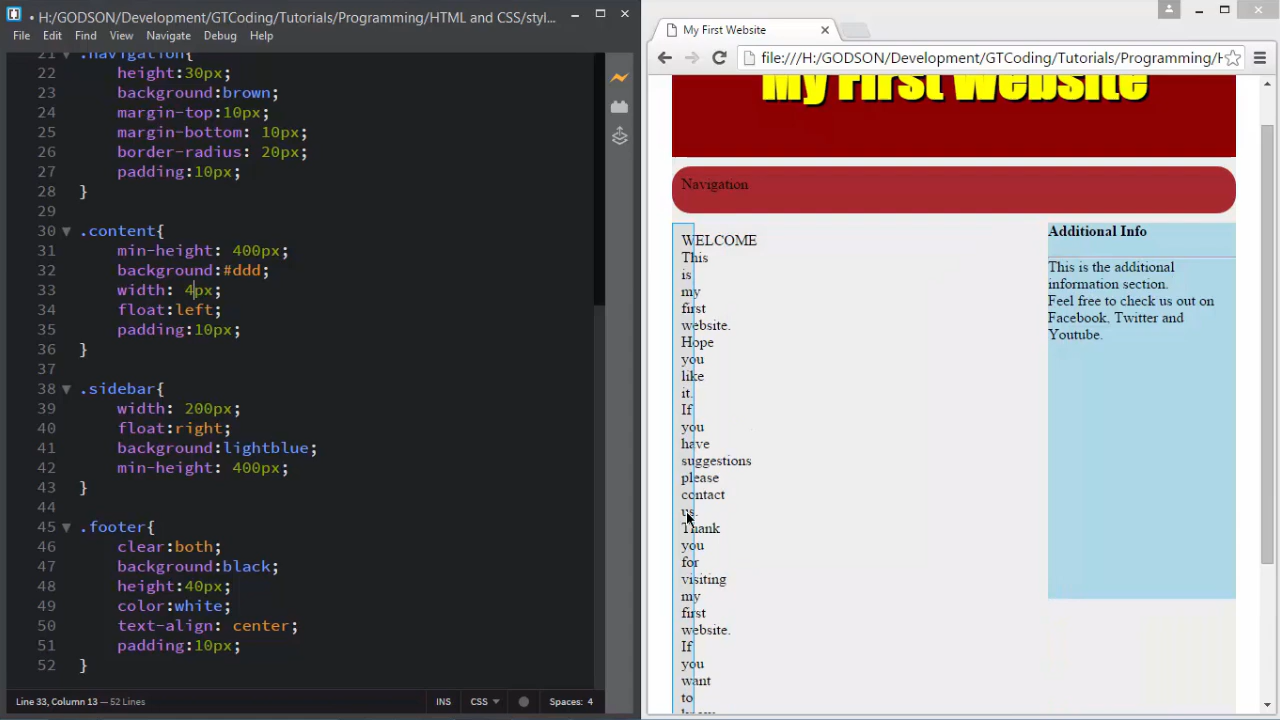 • H:/GODSON/Development/GTCoding/Tutorials/Programming/HTML and CSS/styl...
File Edit Find View Navigate Debug Help
21 .navigation{
22 height:30px;
23 background:brown;
24 margin-top:10px;
25 margin-bottom: 10px;
26 border-radius: 20px;
27 padding:10px;
28 }
29
30 .content{
31 min-height: 400px;
32 background:#ddd;
33 width: 4px;
34 float:left;
35 padding:10px;
36 }
37
38 .sidebar{
39 width: 200px;
40 float:right;
41 background:lightblue;
42 min-height: 400px;
43 }
44
45 .footer{
46 clear:both;
47 background:black;
48 height:40px;
49 color:white;
50 text-align: center;
51 padding:10px;
52 }
Line 33, Column 13 — 52 Lines
INS CSS Spaces: 4
My First Website
file:///H:/GODSON/Development/GTCoding/Tutorials/Programming/H
My First Website
Navigation
WELCOME
This
is
my
first
website.
Hope
you
like
it.
If
you
have
suggestions
please
contact
us.
Thank
you
for
visiting
my
first
website.
If
you
want
to
Additional Info
This is the additional
information section.
Feel free to check us out on
Facebook, Twitter and
Youtube.